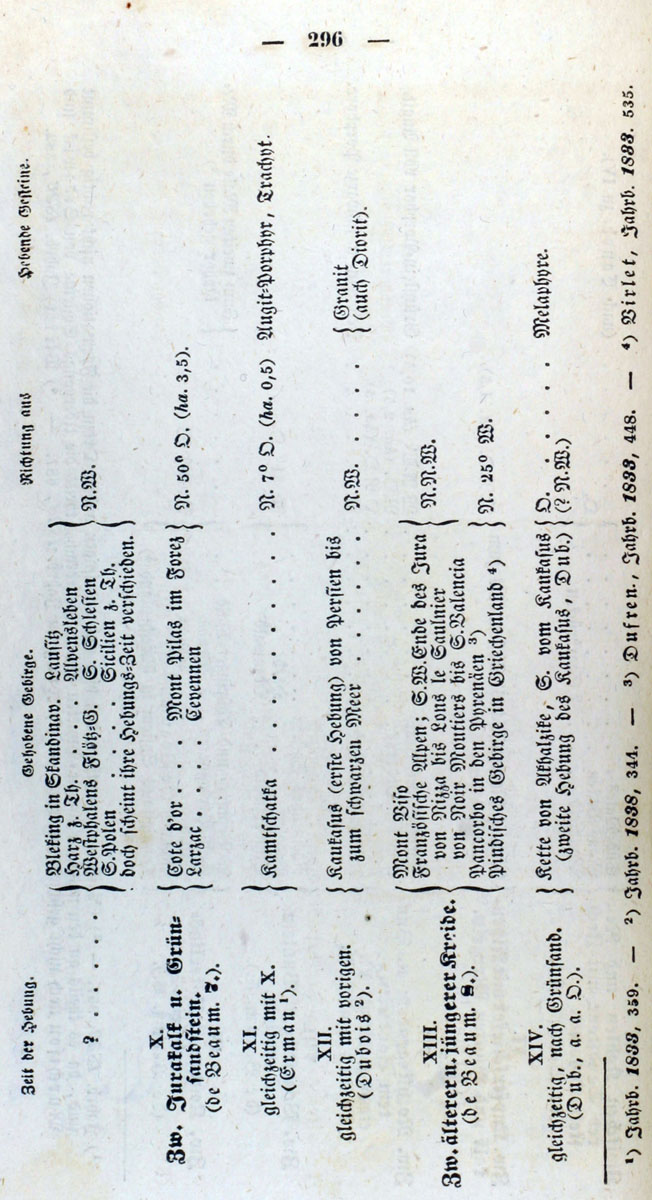 — 296 —
Zeit der Hebung. Gehobene Gebirge. Richtung aus Hebende Gesteine.
? . . . . . . Bleking in Skandinav. Lausitz
Harz z. Th. . . . Alvensleben
Westphalens Flötz=G. S. Schlesien N.W.
S.Polen . . . . . Sicilien z. Th.
doch scheint ihre Hebungs=Zeit verschieden.
X.
Zw. Jurakalk u. Grün=
sandstein.
(de Beaum. 7.)
Cote d'or . . . Mont Pilas im Forez
Larzac . . . . Cevennen
N. 50° O. (ha. 3,5).
XI.
gleichzeitig mit X.
(Erman ¹).
Kamtschatka . . . . . . . . . . N. 7° O. (ha. 0,5) Augit=Porphyr, Trachyt.
XII.
gleichzeitig mit vorigen.
(Dubois ²).
Kaukasus (erste Hebung) von Persien bis
zum schwarzen Meer . . . . . . . N.W. . . . . .
Granit
(auch Diorit).
XIII.
Zw. älterer u. jüngerer Kreide.
(de Beaum. 8.).
Mont Viso
Französische Alpen; S.W.Ende des Jura
von Nizza bis Lons le Saulnier
von Noir Moutiers bis S.Valencia
N.N.W.
Pancorbo in den Pyrenäen ³)
Pindisches Gebirge in Griechenland ⁴)
N. 25° W.
XIV.
gleichzeitig, nach Grünsand.
(Dub., a. a. O.).
Kette von Akhalzike, S. vom Kaukasus
(zweite Hebung des Kaukasus, Dub.)
O. . . . . . Melaphyre.
(? N.W.)
¹) Jahrb. 1833, 359. — ²) Jahrb. 1838, 344. — ³) Dufren., Jahrb. 1833, 448. — ⁴) Virlet, Jahrb. 1833. 535.